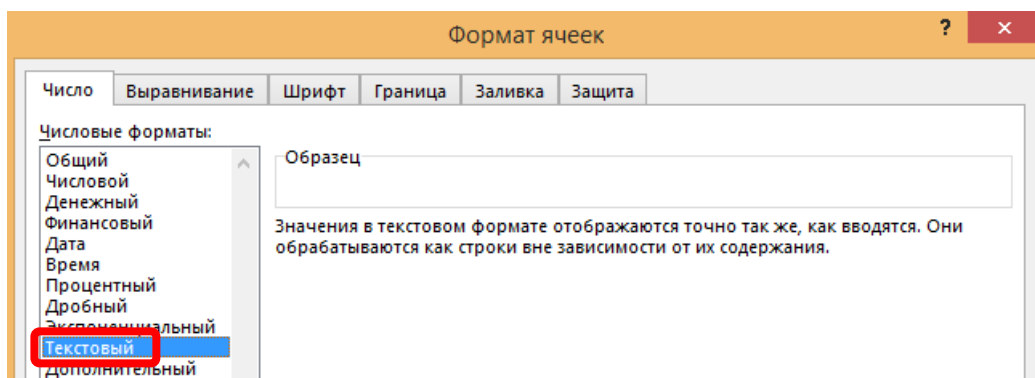 Формат ячеек
?
×
Число Выравнивание Шрифт Граница Заливка Защита
Числовые форматы:
Общий
Числовой
Денежный
Финансовый
Дата
Время
Процентный
Дробный
Экспоненциальный
Текстовый
Дополнительный
Образец
Значения в текстовом формате отображаются точно так же, как вводятся. Они
обрабатываются как строки вне зависимости от их содержания.